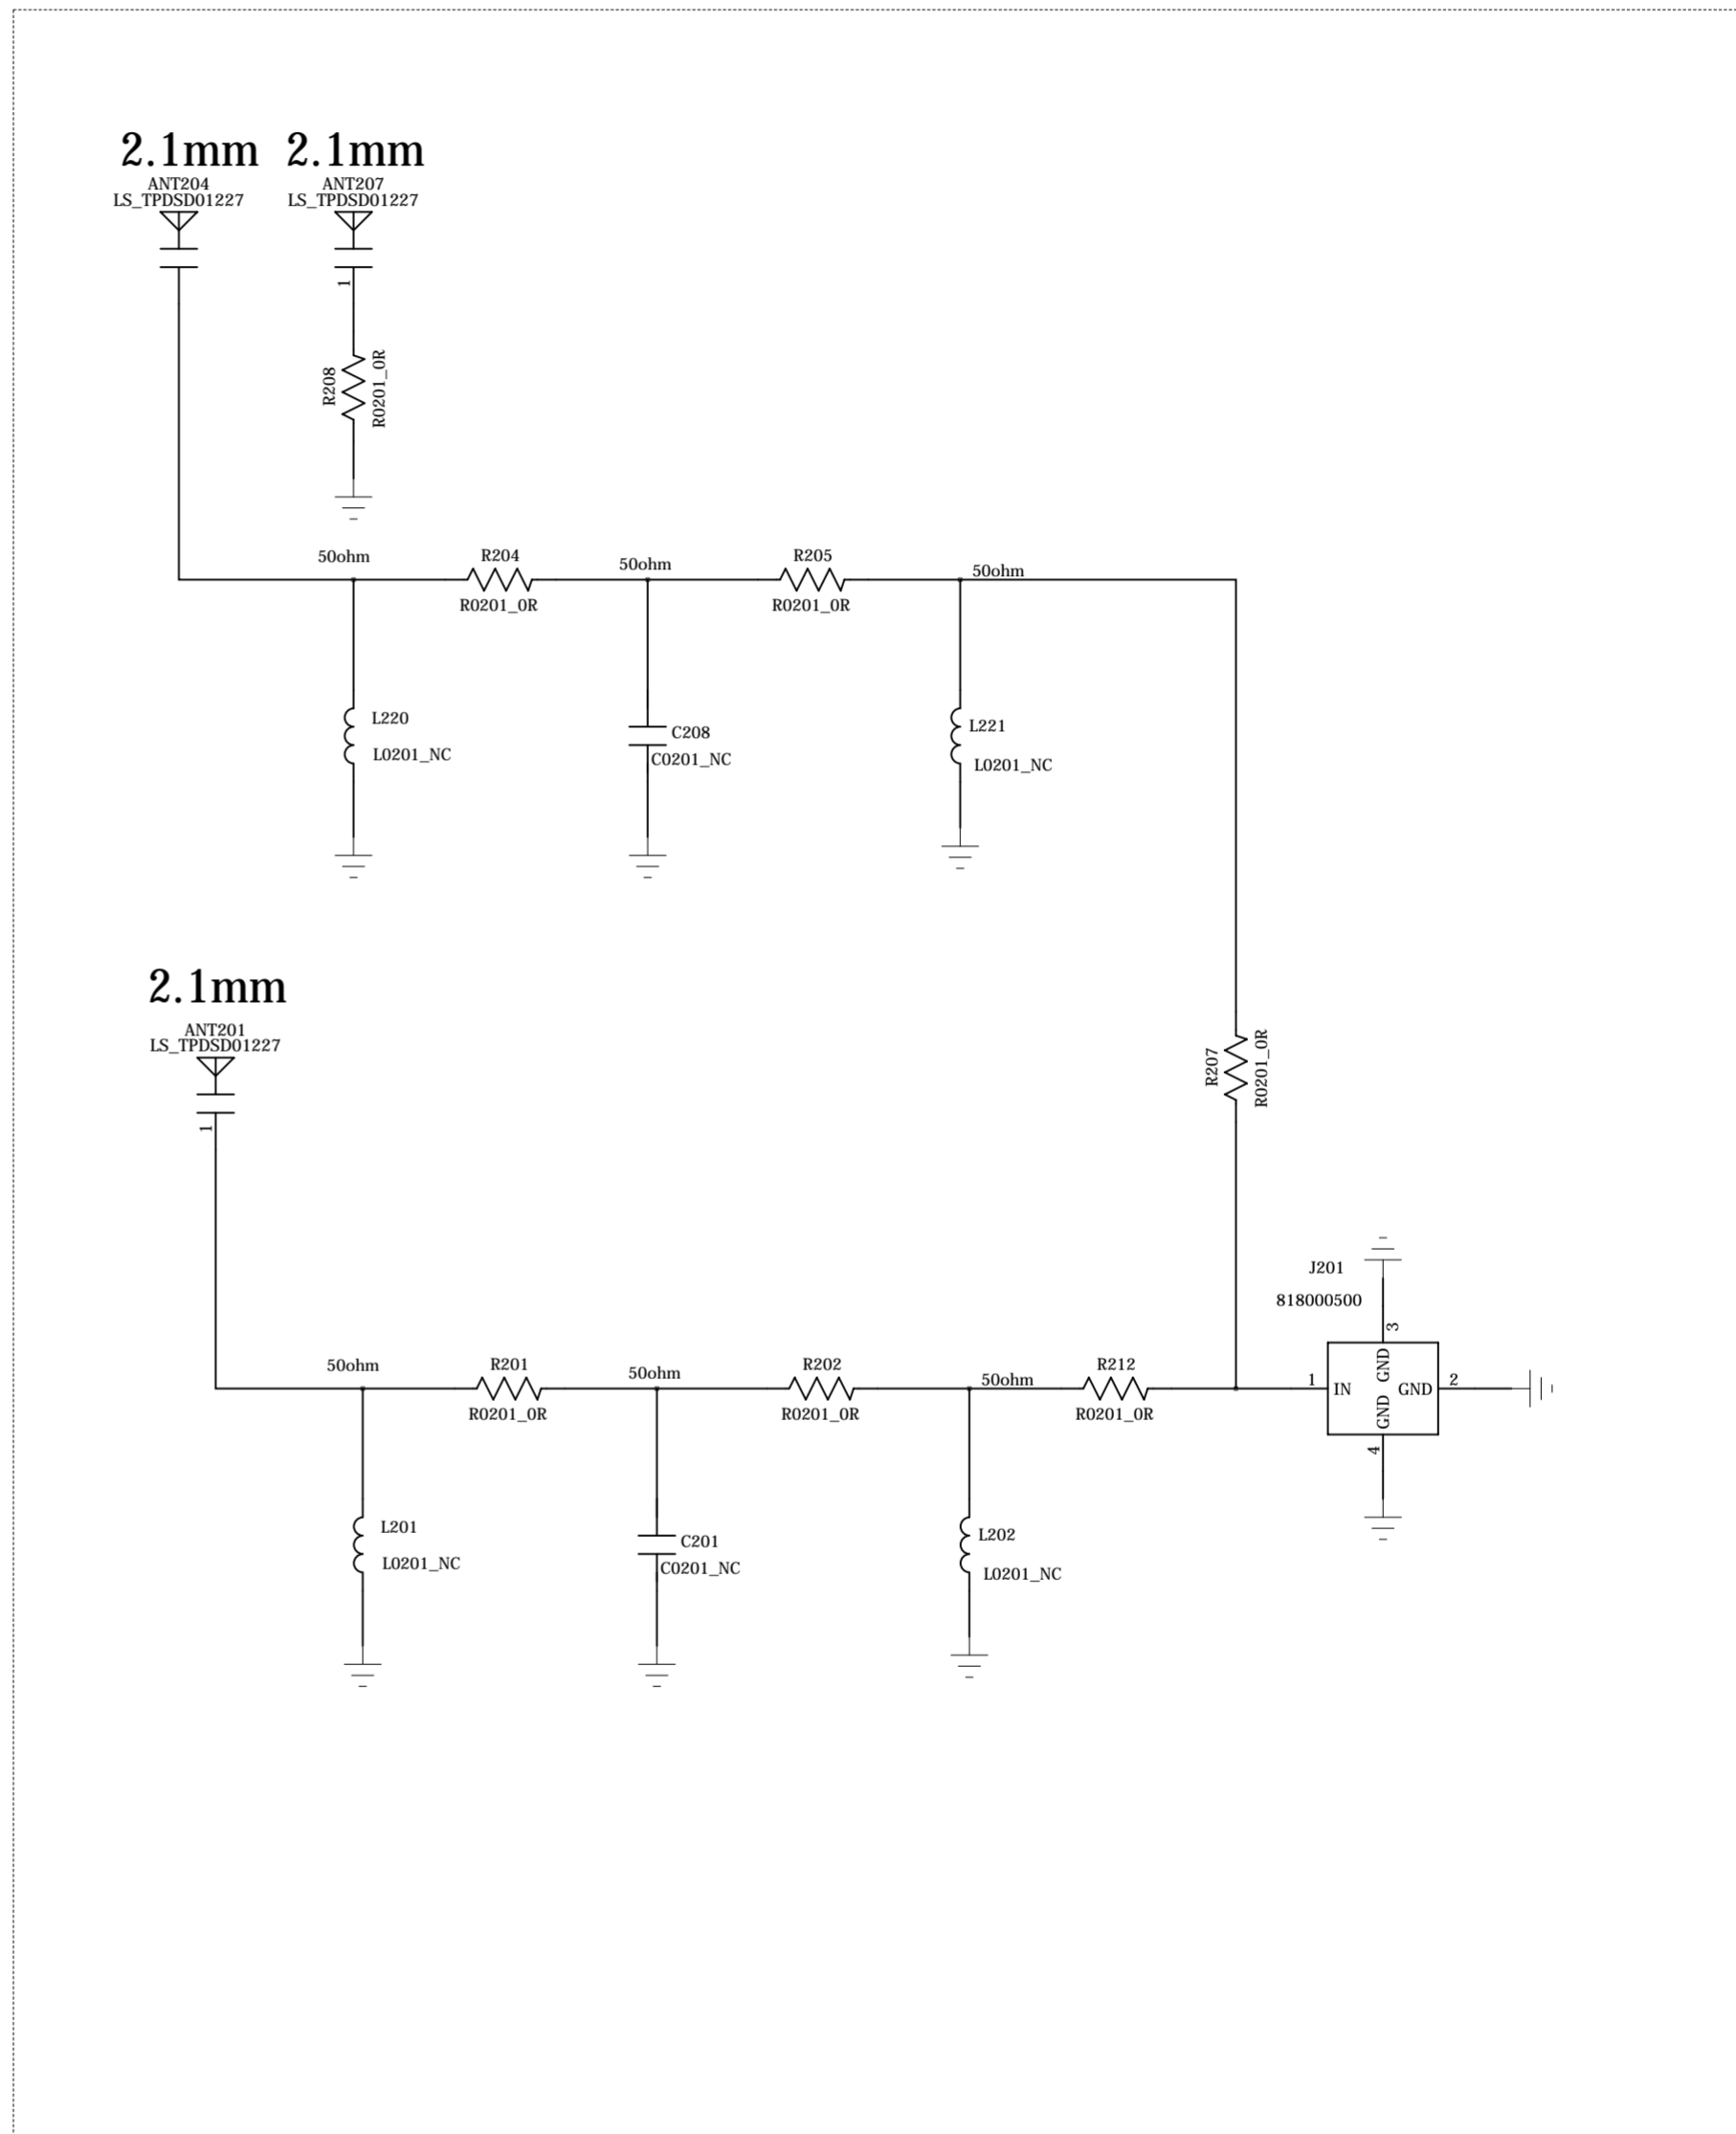 2.1mm 2.1mm
ANT204 ANT207
LS_TPDSD01227 LS_TPDSD01227
1
R208
R0201_0R
50ohm R204 50ohm R205 50ohm
R0201_0R R0201_0R
L220 C208 L221
L0201_NC C0201_NC L0201_NC
2.1mm
ANT201
LS_TPDSD01227
1
R207
R0201_0R
J201
818000500
3
50ohm R201 50ohm R202 50ohm R212 1 IN GND GND GND 2
R0201_0R R0201_0R R0201_0R
4
L201 C201 L202
L0201_NC C0201_NC L0201_NC